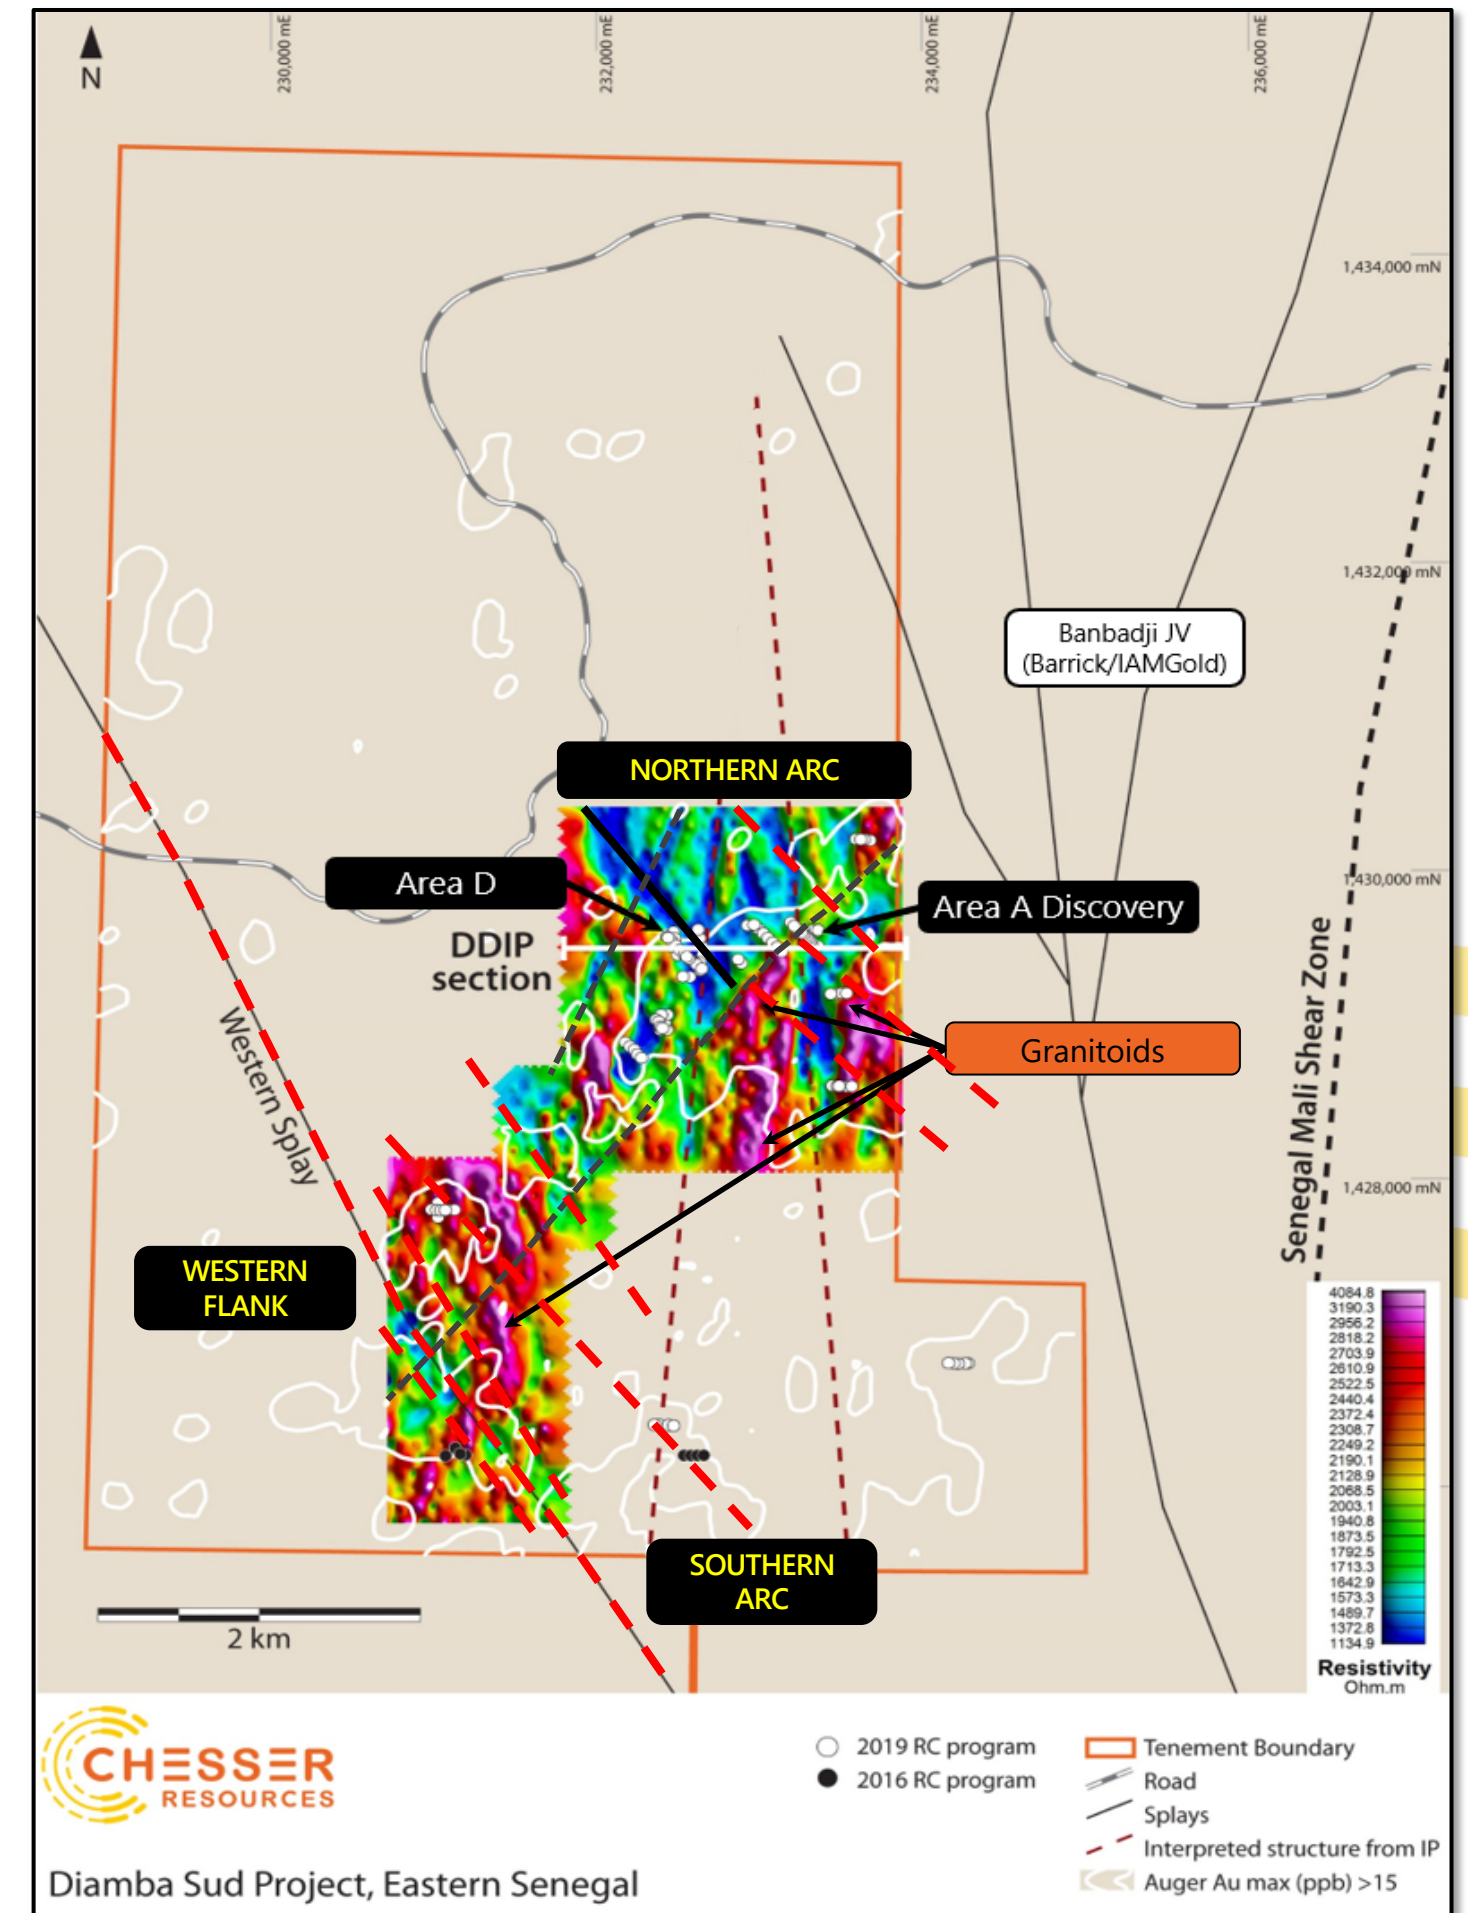 N
230,000 mE
232,000 mE
234,000 mE
236,000 mE
1,434,000 mN
1,432,000 mN
Banbadji JV
(Barrick/IAMGold)
NORTHERN ARC
Area D
1,430,000 mN
Area A Discovery
DDIP
section
Western Splay
Granitoids
Senegal Mali Shear Zone
1,428,000 mN
WESTERN
FLANK
SOUTHERN
ARC
4084.8
3190.3
2956.2
2818.2
2703.9
2610.9
2522.5
2440.4
2372.4
2308.7
2249.2
2190.1
2128.9
2068.5
2003.1
1940.8
1873.5
1792.5
1713.3
1642.9
1573.3
1489.7
1372.8
1134.9
Resistivity
Ohm.m
2 km
CHESSER
RESOURCES
2019 RC program
2016 RC program
Tenement Boundary
Road
Splays
Interpreted structure from IP
Auger Au max (ppb) >15
Diamba Sud Project, Eastern Senegal